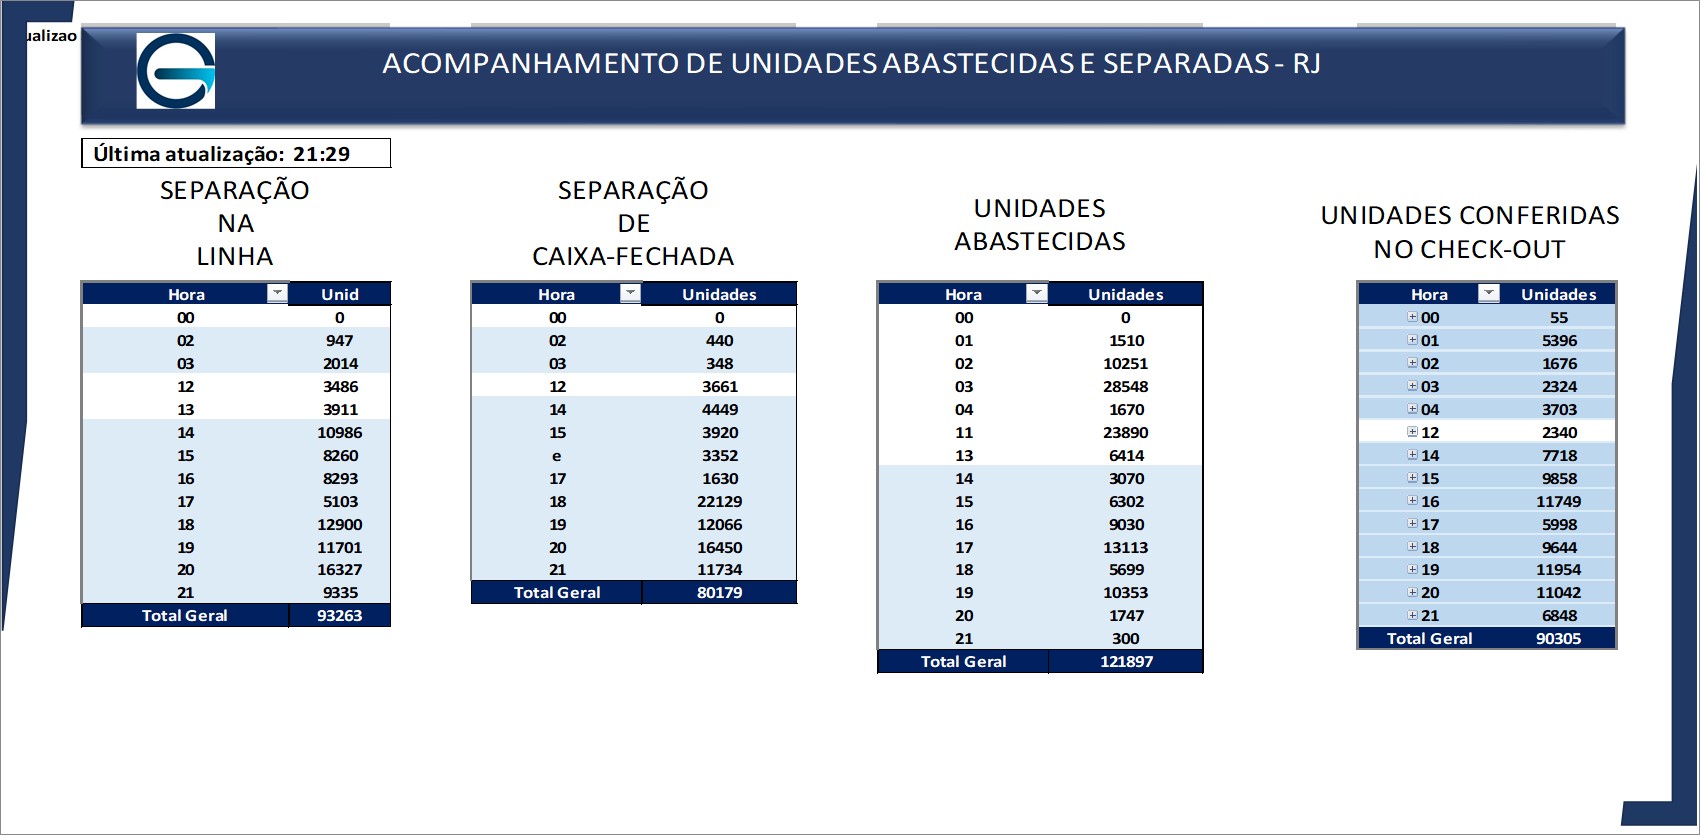 ualizao
ACOMPANHAMENTO DE UNIDADES ABASTECIDAS E SEPARADAS - RJ
Última atualização: 21:29
SEPARAÇÃO
NA
LINHA
Hora Unid
00 0
02 947
03 2014
12 3486
13 3911
14 10986
15 8260
16 8293
17 5103
18 12900
19 11701
20 16327
21 9335
Total Geral 93263
SEPARAÇÃO
DE
CAIXA-FECHADA
Hora Unidades
00 0
02 440
03 348
12 3661
14 4449
15 3920
e 3352
17 1630
18 22129
19 12066
20 16450
21 11734
Total Geral 80179
UNIDADES
ABASTECIDAS
Hora Unidades
00 0
01 1510
02 10251
03 28548
04 1670
11 23890
13 6414
14 3070
15 6302
16 9030
17 13113
18 5699
19 10353
20 1747
21 300
Total Geral 121897
UNIDADES CONFERIDAS
NO CHECK-OUT
Hora Unidades
00 55
01 5396
02 1676
03 2324
04 3703
12 2340
14 7718
15 9858
16 11749
17 5998
18 9644
19 11954
20 11042
21 6848
Total Geral 90305